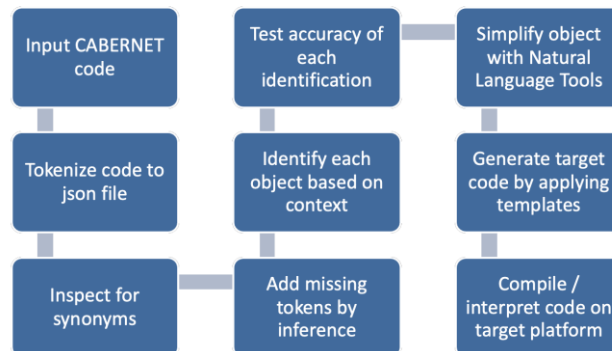 Input CABERNET
code
Tokenize code to
json file
Inspect for
synonyms
Add missing
tokens by
inference
Identify each
object based on
context
Test accuracy of
each
identification
Simplify object
with Natural
Language Tools
Generate target
code by applying
templates
Compile /
interpret code on
target platform